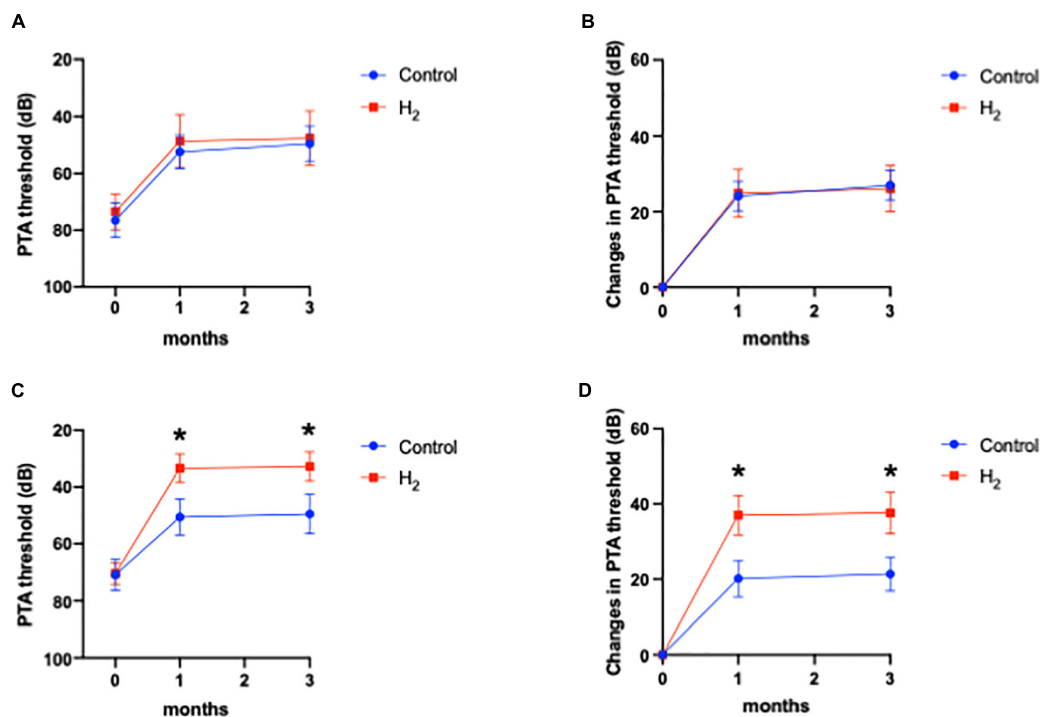 A
PTA threshold (dB)
20
40
60
80
100
0 1 2 3
months
Control
H₂
B
Changes in PTA threshold (dB)
60
40
20
0
0 1 2 3
months
Control
H₂
C
PTA threshold (dB)
20
40
60
80
100
* *
0 1 2 3
months
Control
H₂
D
Changes in PTA threshold (dB)
60
40
20
0
* *
0 1 2 3
months
Control
H₂